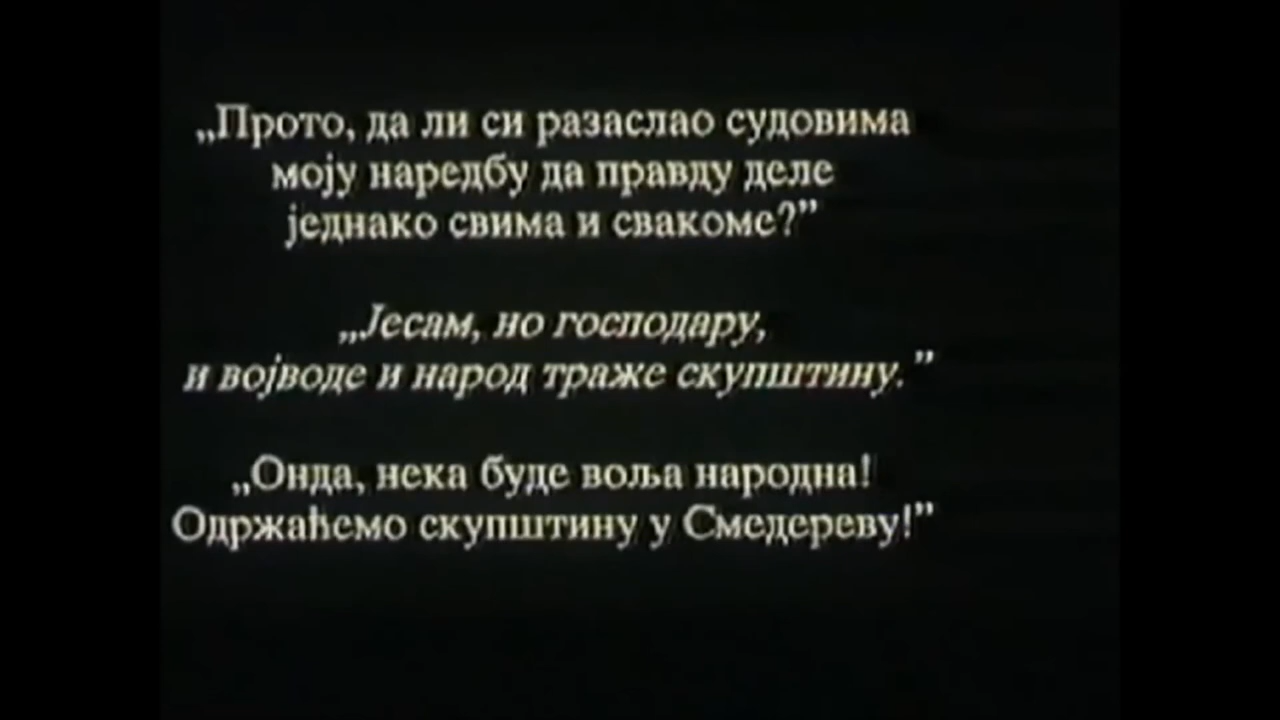 „Прото, да ли си разаслао судовима
моју наредбу да правду деле
једнако свима и свакоме?”
„Јесам, но господару,
и војводе и народ траже скупштину.”
„Онда, нека буде воља народна!
Одржаћемо скупштину у Смедереву!”